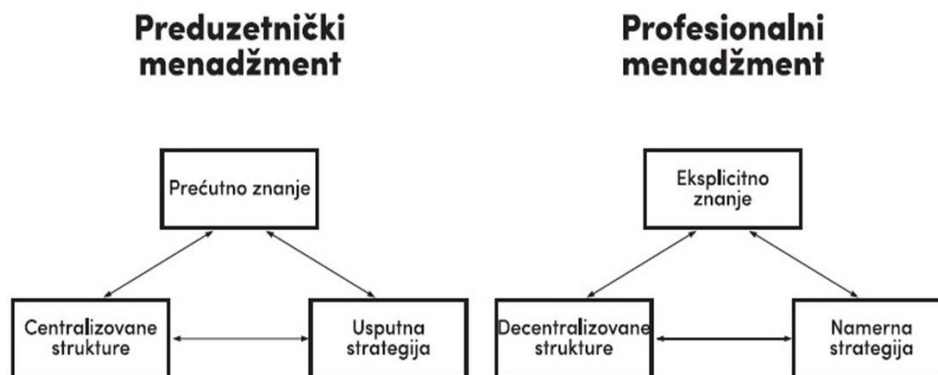 Preduzetnički
menadžment
Prećutno znanje
Centralizovane
strukture
Usputna
strategija
Profesionalni
menadžment
Eksplicitno
znanje
Decentralizovane
strukture
Namerna
strategija